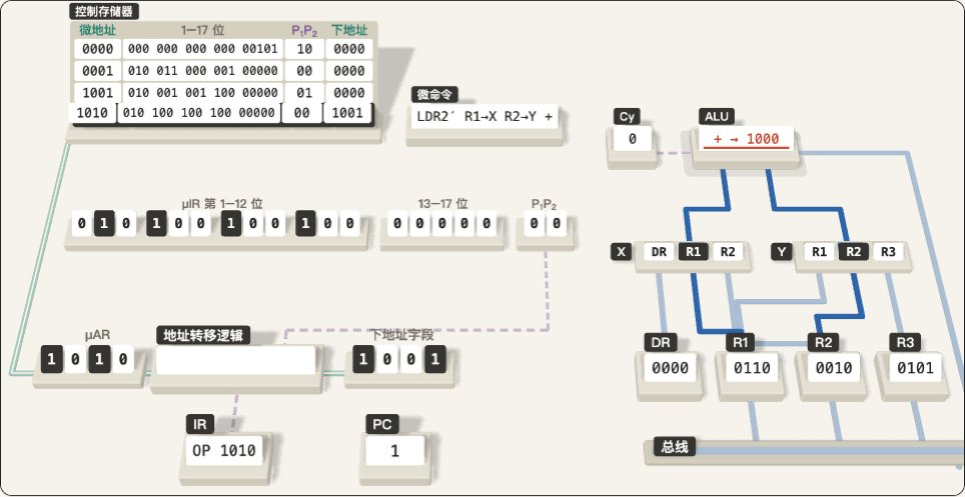 控制存储器
微地址 1—17 位 P₁P₂ 下地址
0000 000 000 000 000 00101 10 0000
0001 010 011 000 001 00000 00 0000
1001 010 001 001 100 00000 01 0000
1010 010 100 100 100 00000 00 1001
微命令
LDR2′ R1→X R2→Y +
Cy
0
ALU
+ → 1000
μIR 第 1—12 位
0 1 0 1 0 0 1 0 0 1 0 0
13—17 位
0 0 0 0 0
P₁P₂
0 0
X DR R1 R2
Y R1 R2 R3
μAR
1 0 1 0
地址转移逻辑
下地址字段
1 0 0 1
DR
0000
R1
0110
R2
0010
R3
0101
IR
OP 1010
PC
1
总线